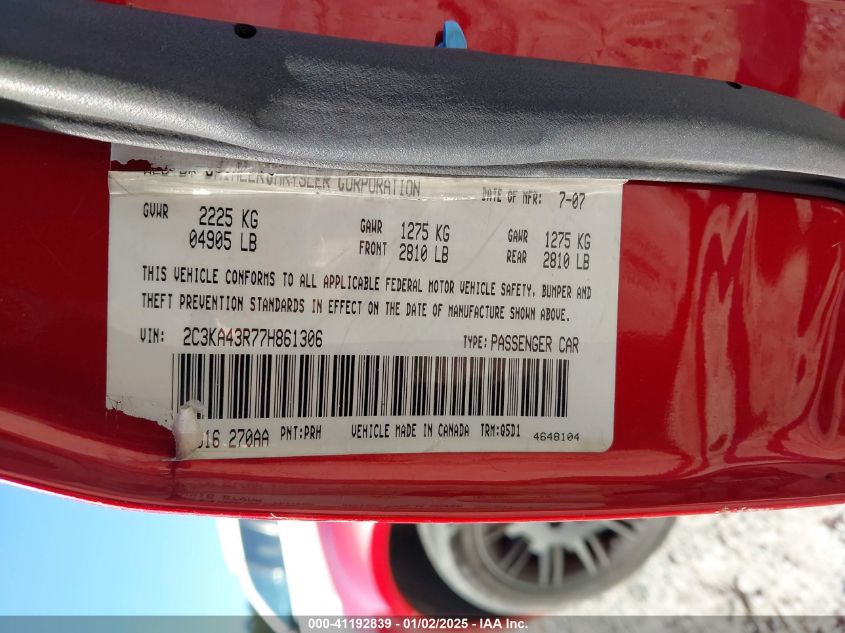 CHRYSLER CORPORATION DATE OF MFR: 7-07
GVWR 2225 KG GAWR 1275 KG GAWR 1275 KG
04905 LB FRONT 2810 LB REAR 2810 LB
THIS VEHICLE CONFORMS TO ALL APPLICABLE FEDERAL MOTOR VEHICLE SAFETY, BUMPER AND
THEFT PREVENTION STANDARDS IN EFFECT ON THE DATE OF MANUFACTURE SHOWN ABOVE.
VIN: 2C3KA43R77H861306 TYPE: PASSENGER CAR
270AA PNT:PRH VEHICLE MADE IN CANADA TRM:Q5D1 4648104
000-41192839 - 01/02/2025 - IAA Inc.